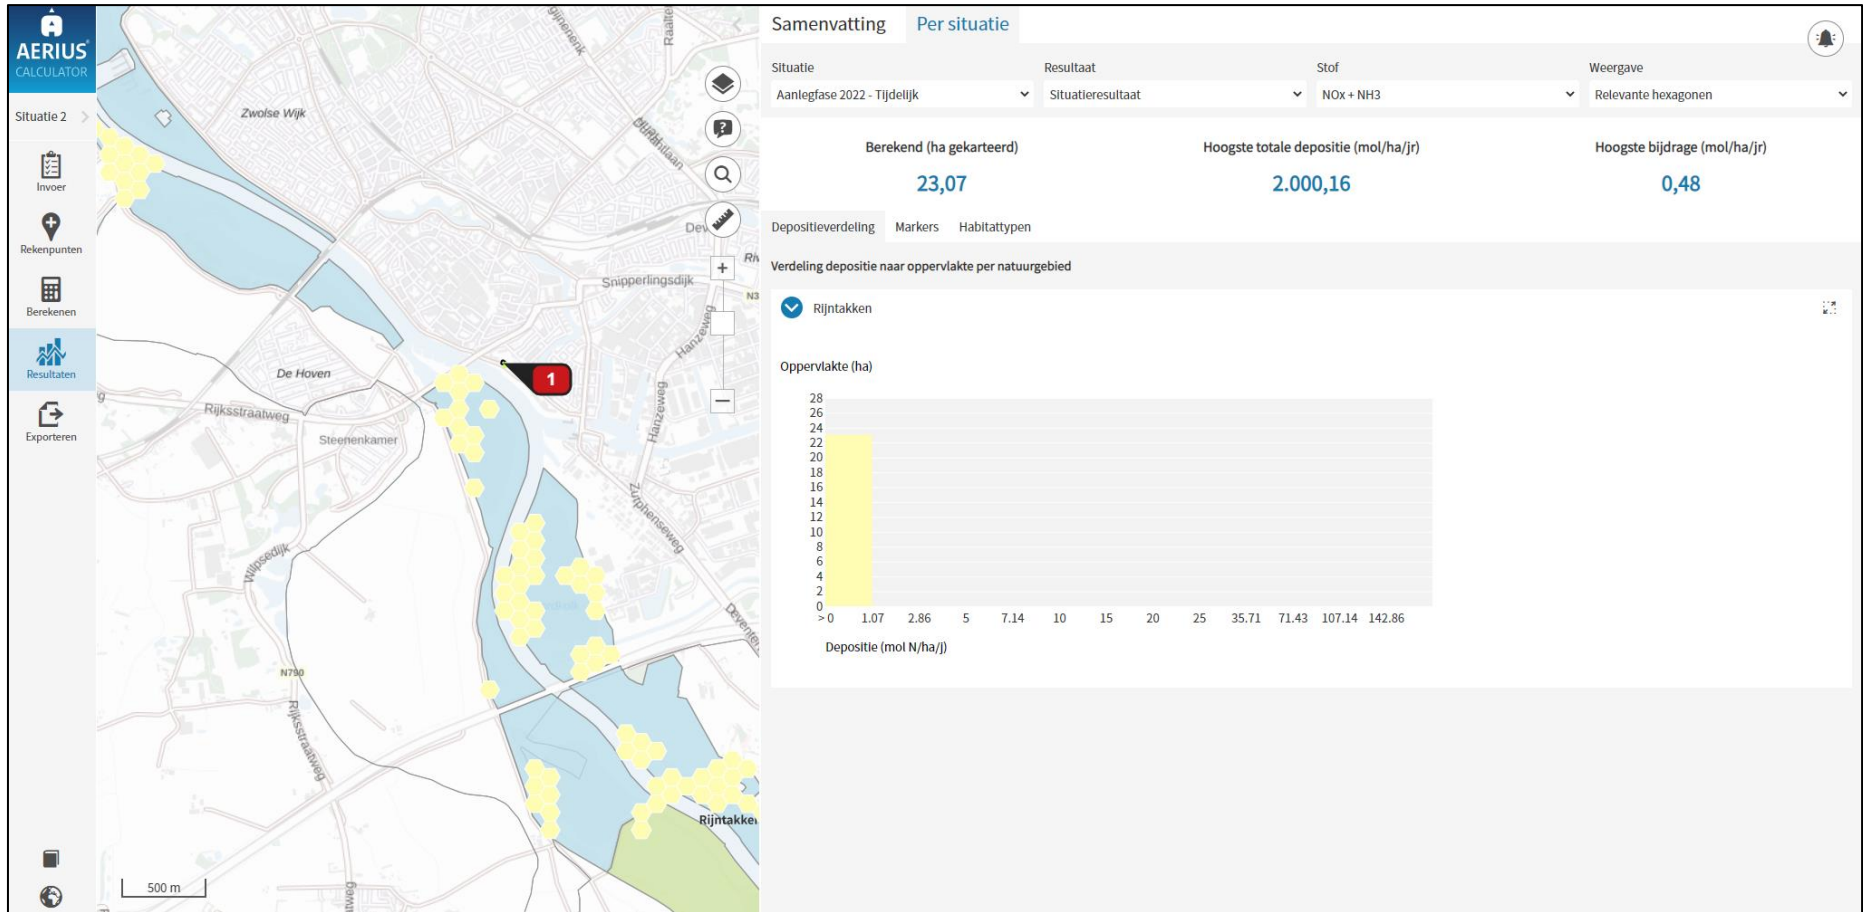 AERIUS®
CALCULATOR
Situatie 2
Invoer
Rekenpunten
Berekenen
Resultaten
Exporteren
Raalte
Zwolse Wijk
Snipperlingsdijk
N3
Hanzeweg
De Hoven
1
Rijksstraatweg
Steenenkamer
Hanzeweg
Zutphenseweg
Wilpsedijk
Deventer
N790
Rijksstraatweg
Rijntakken
500 m
Samenvatting Per situatie
Situatie Resultaat Stof Weergave
Aanlegfase 2022 - Tijdelijk Situatieresultaat NOx + NH3 Relevante hexagonen
Berekend (ha gekarteerd) Hoogste totale depositie (mol/ha/jr) Hoogste bijdrage (mol/ha/jr)
23,07 2.000,16 0,48
Depositieverdeling Markers Habitattypen
Verdeling depositie naar oppervlakte per natuurgebied
Rijntakken
Oppervlakte (ha)
28
26
24
22
20
18
16
14
12
10
8
6
4
2
0
> 0 1.07 2.86 5 7.14 10 15 20 25 35.71 71.43 107.14 142.86
Depositie (mol N/ha/j)